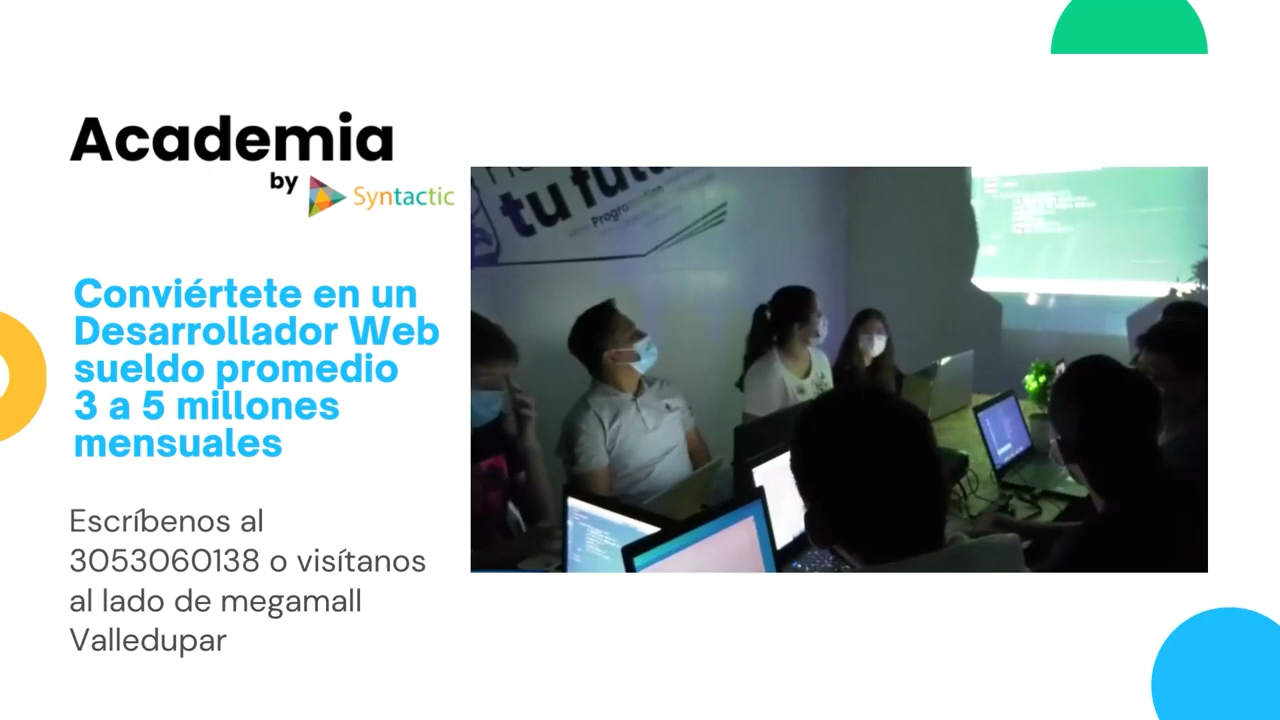 Academia
by Syntactic
Conviértete en un
Desarrollador Web
sueldo promedio
3 a 5 millones
mensuales
Escríbenos al
3053060138 o visítanos
al lado de megamall
Valledupar
tu